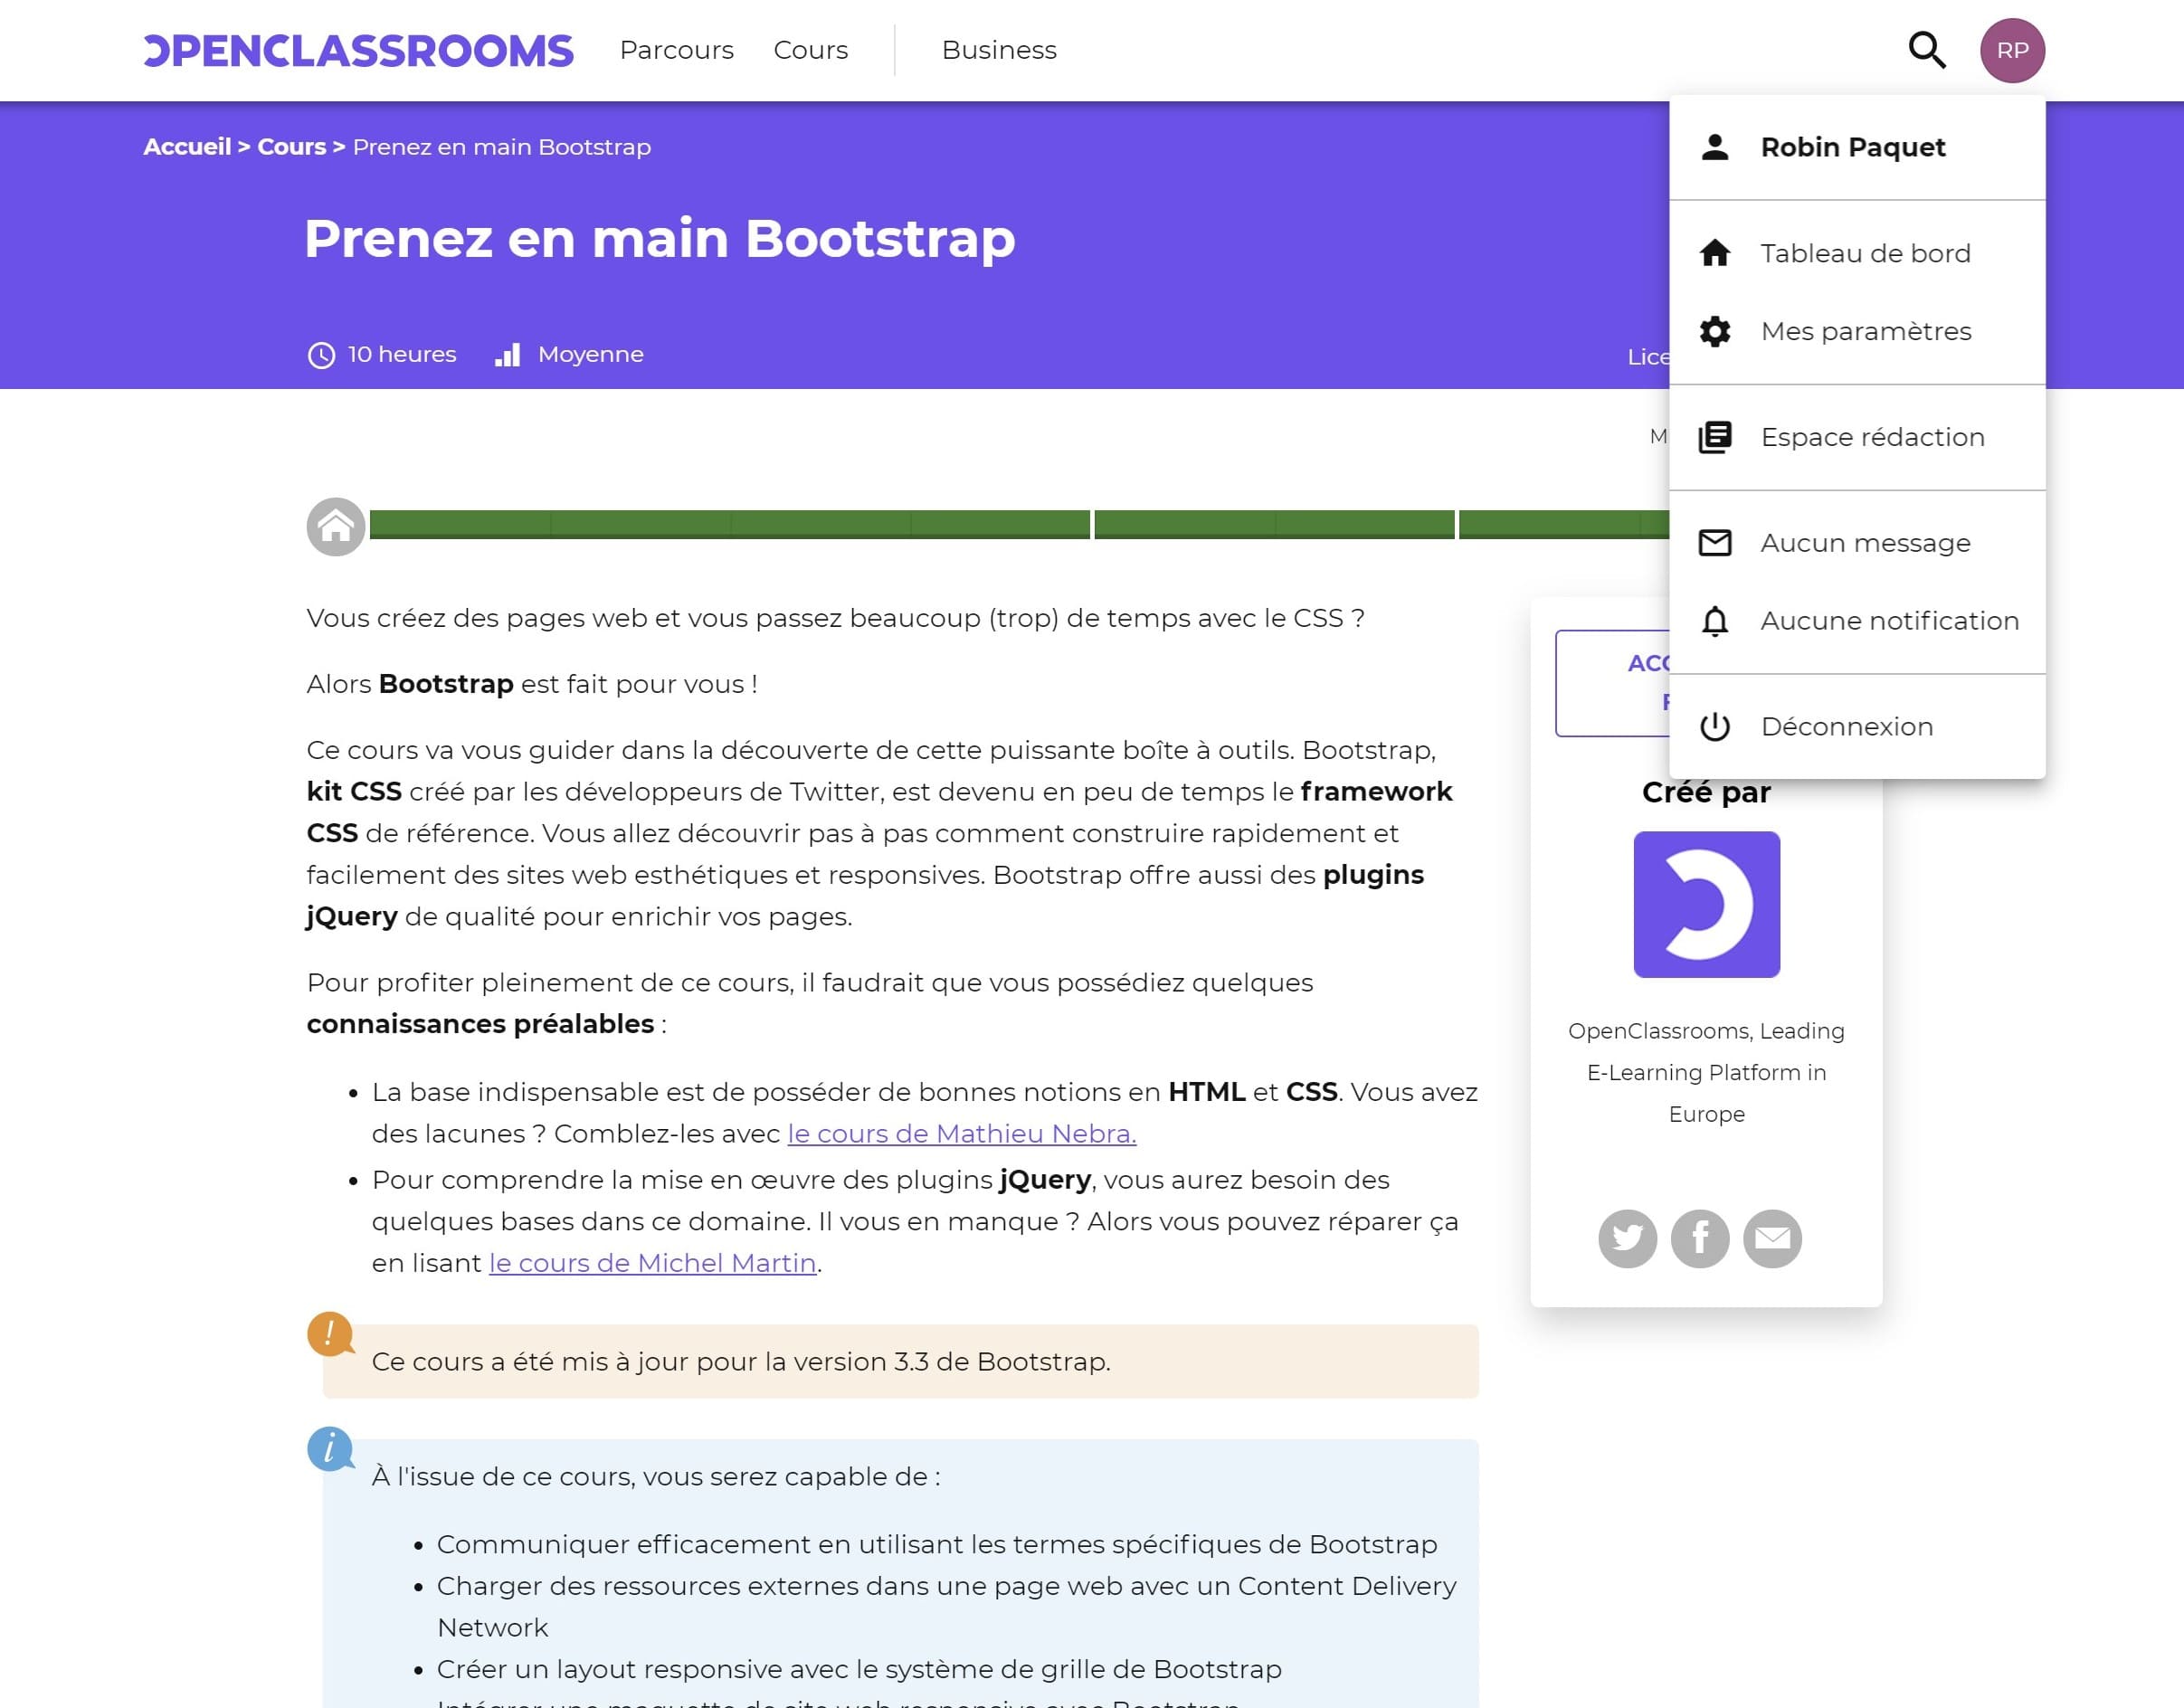 OPENCLASSROOMS
Parcours
Cours
Business
RP
Accueil > Cours > Prenez en main Bootstrap
Prenez en main Bootstrap
10 heures
Moyenne
Robin Paquet
Tableau de bord
Mes paramètres
Espace rédaction
Aucun message
Aucune notification
Déconnexion
Vous créez des pages web et vous passez beaucoup (trop) de temps avec le CSS ?
Alors Bootstrap est fait pour vous !
Ce cours va vous guider dans la découverte de cette puissante boîte à outils. Bootstrap,
kit CSS créé par les développeurs de Twitter, est devenu en peu de temps le framework
CSS de référence. Vous allez découvrir pas à pas comment construire rapidement et
facilement des sites web esthétiques et responsives. Bootstrap offre aussi des plugins
jQuery de qualité pour enrichir vos pages.
Pour profiter pleinement de ce cours, il faudrait que vous possédiez quelques
connaissances préalables :
La base indispensable est de posséder de bonnes notions en HTML et CSS. Vous avez
des lacunes ? Comblez-les avec le cours de Mathieu Nebra.
Pour comprendre la mise en œuvre des plugins jQuery, vous aurez besoin des
quelques bases dans ce domaine. Il vous en manque ? Alors vous pouvez réparer ça
en lisant le cours de Michel Martin.
Ce cours a été mis à jour pour la version 3.3 de Bootstrap.
À l'issue de ce cours, vous serez capable de :
Communiquer efficacement en utilisant les termes spécifiques de Bootstrap
Charger des ressources externes dans une page web avec un Content Delivery
Network
Créer un layout responsive avec le système de grille de Bootstrap
Intégrer une maquette de site web responsive avec Bootstrap
Créé par
OpenClassrooms, Leading
E-Learning Platform in
Europe